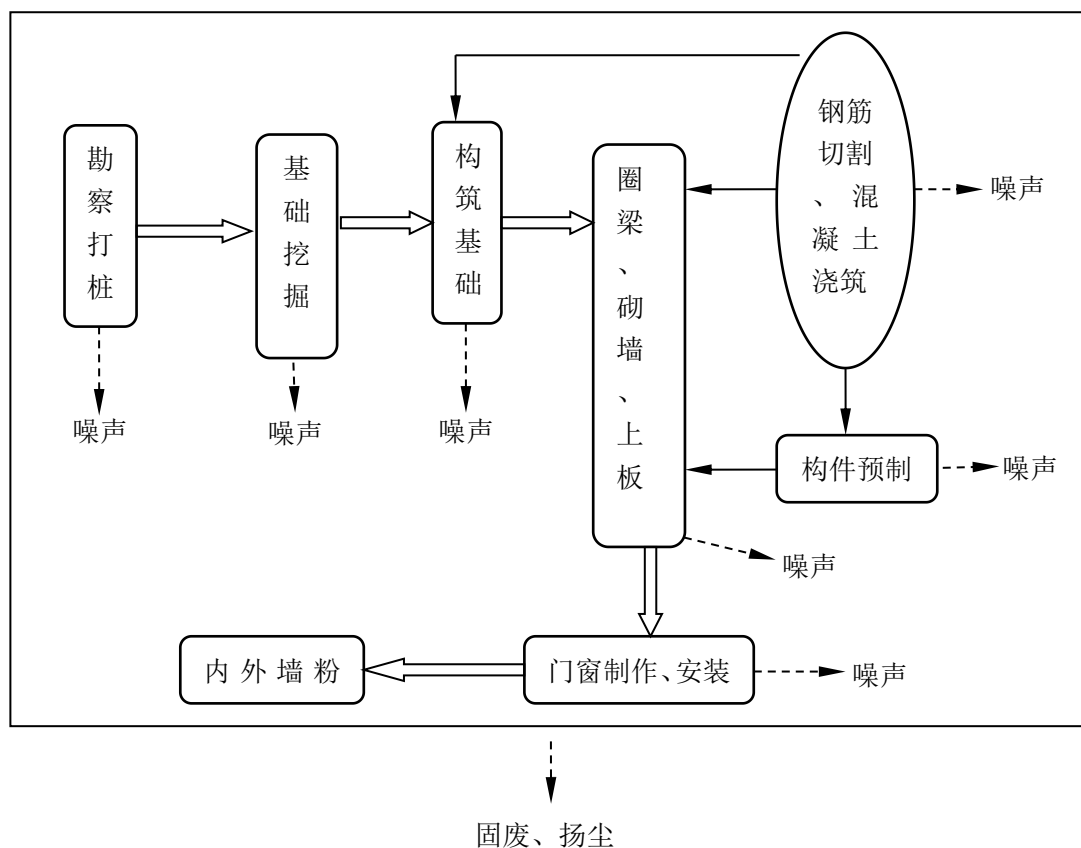 勘察打桩
噪声
基础挖掘
噪声
构筑基础
噪声
圈梁、砌墙、上板
噪声
钢筋
切割
、混
凝土
浇筑
噪声
构件预制
噪声
门窗制作、安装
噪声
内外墙粉
固废、扬尘